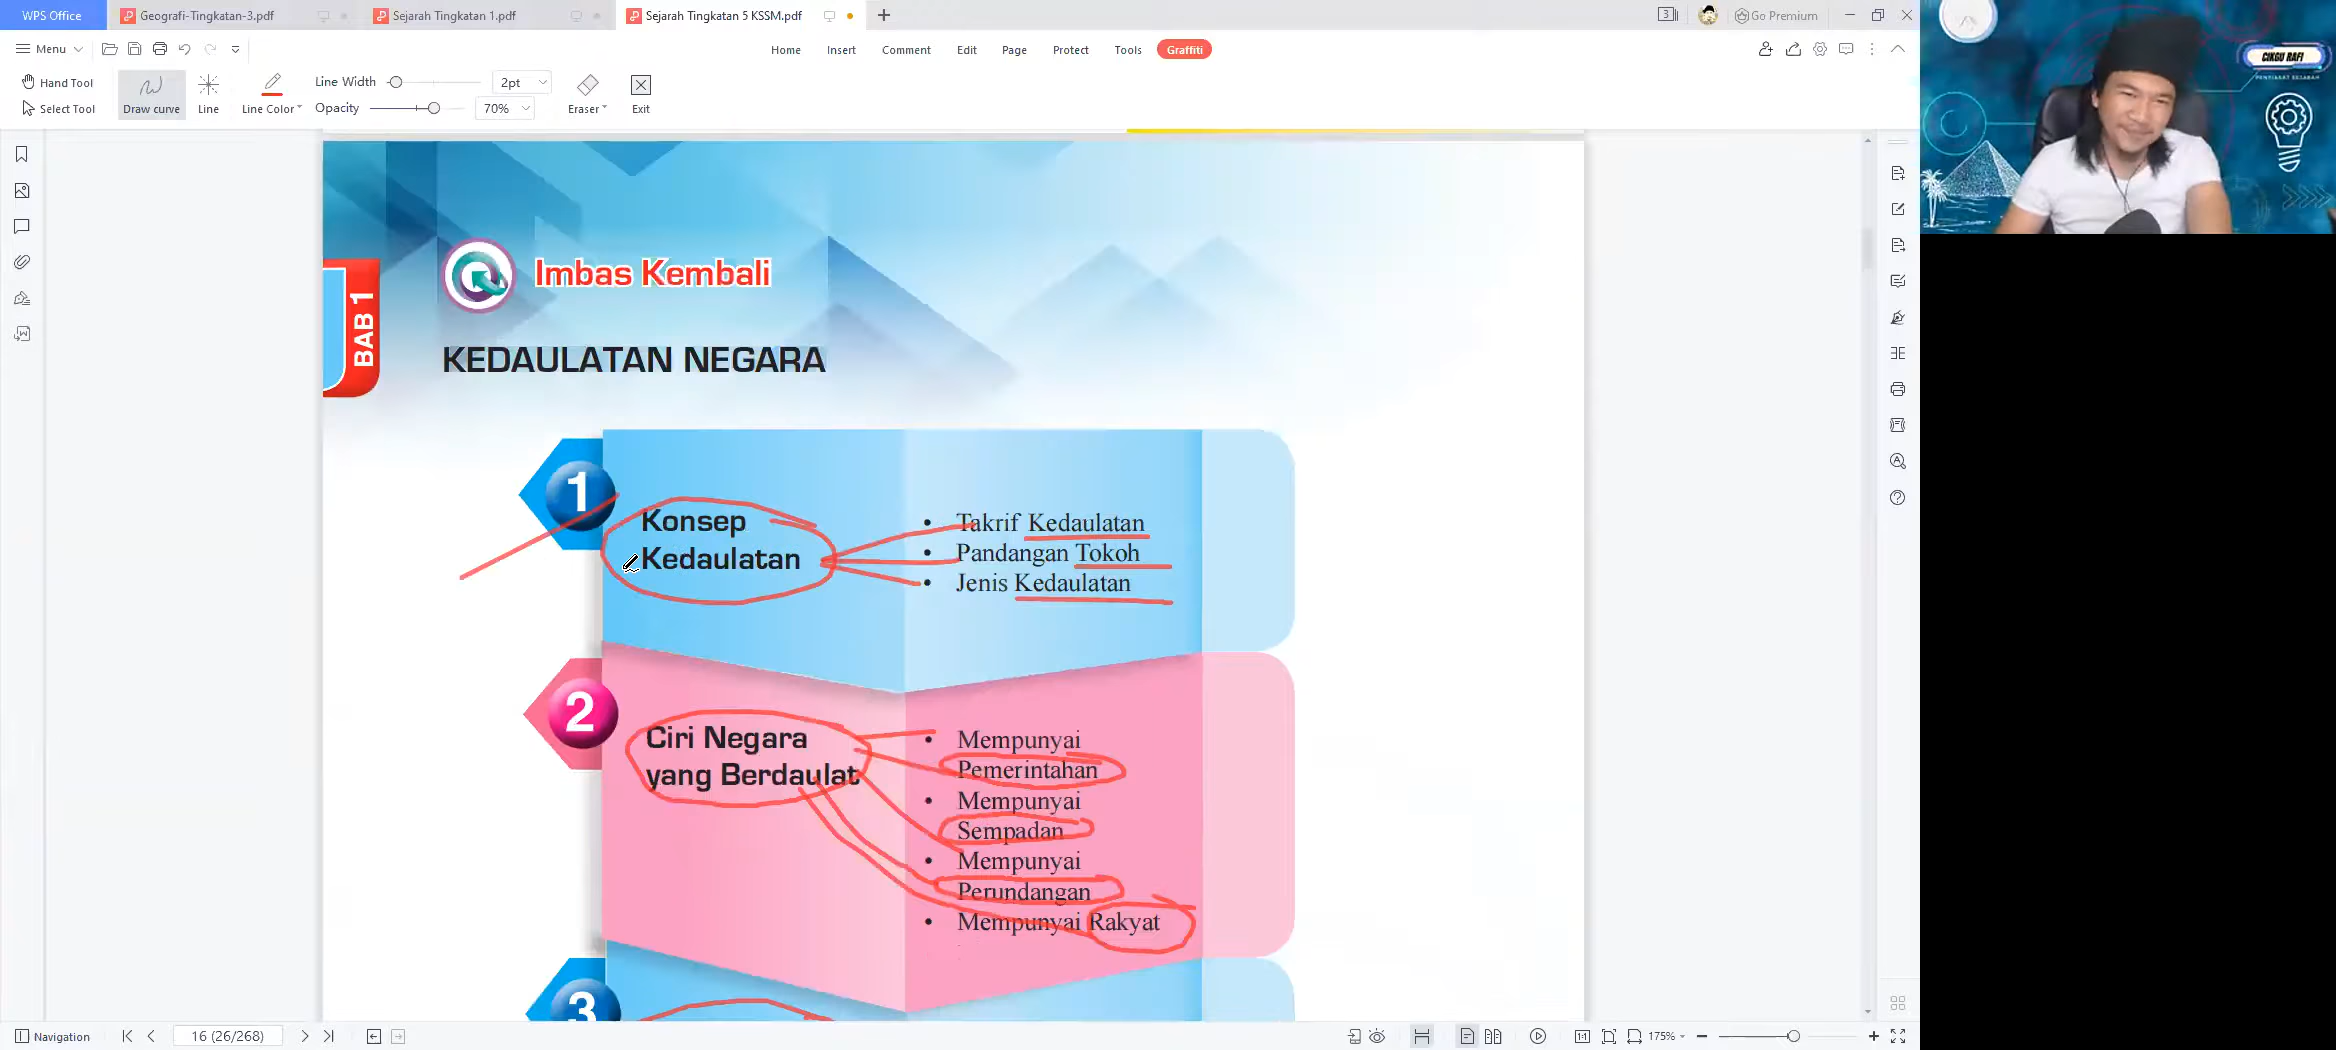 WPS Office
Geografi-Tingkatan-3.pdf
Sejarah Tingkatan 1.pdf
Sejarah Tingkatan 5 KSSM.pdf
Go Premium
Menu
Home
Insert
Comment
Edit
Page
Protect
Tools
Graffiti
Hand Tool
Select Tool
Draw curve
Line
Line Color
Line Width
2pt
Opacity
70%
Eraser
Exit
CIKGU RAFI
BAB 1
Imbas Kembali
KEDAULATAN NEGARA
1
Konsep
Kedaulatan
• Takrif Kedaulatan
• Pandangan Tokoh
• Jenis Kedaulatan
2
Ciri Negara
yang Berdaulat
• Mempunyai
Pemerintahan
• Mempunyai
Sempadan
• Mempunyai
Perundangan
• Mempunyai Rakyat
3
Navigation
16 (26/268)
1:1
175%